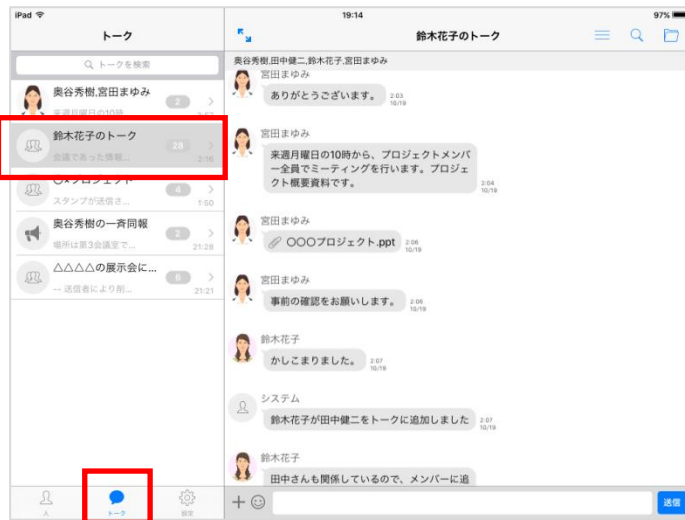 iPad
19:14
97%
トーク
トークを検索
奥谷秀樹,宮田まゆみ
2
来週月曜日の10時
鈴木花子のトーク
28
会議であった情報...
2:16
プロジェクト
4
スタンプが送信さ...
1:50
奥谷秀樹の一斉同報
2
場所は第3会議室で...
21:28
△△△△の展示会に...
6
-- 送信者により削...
21:21
人
トーク
設定
鈴木花子のトーク
奥谷秀樹,田中健二,鈴木花子,宮田まゆみ
宮田まゆみ
ありがとうございます。
2:03
10/19
宮田まゆみ
来週月曜日の10時から、プロジェクトメンバ
ー全員でミーティングを行います。プロジェ
クト概要資料です。
2:04
10/19
宮田まゆみ
〇〇〇プロジェクト.ppt
2:06
10/19
宮田まゆみ
事前の確認をお願いします。
2:06
10/19
鈴木花子
かしこまりました。
2:07
10/19
システム
鈴木花子が田中健二をトークに追加しました
2:07
10/19
鈴木花子
田中さんも関係しているので、メンバーに追
送信